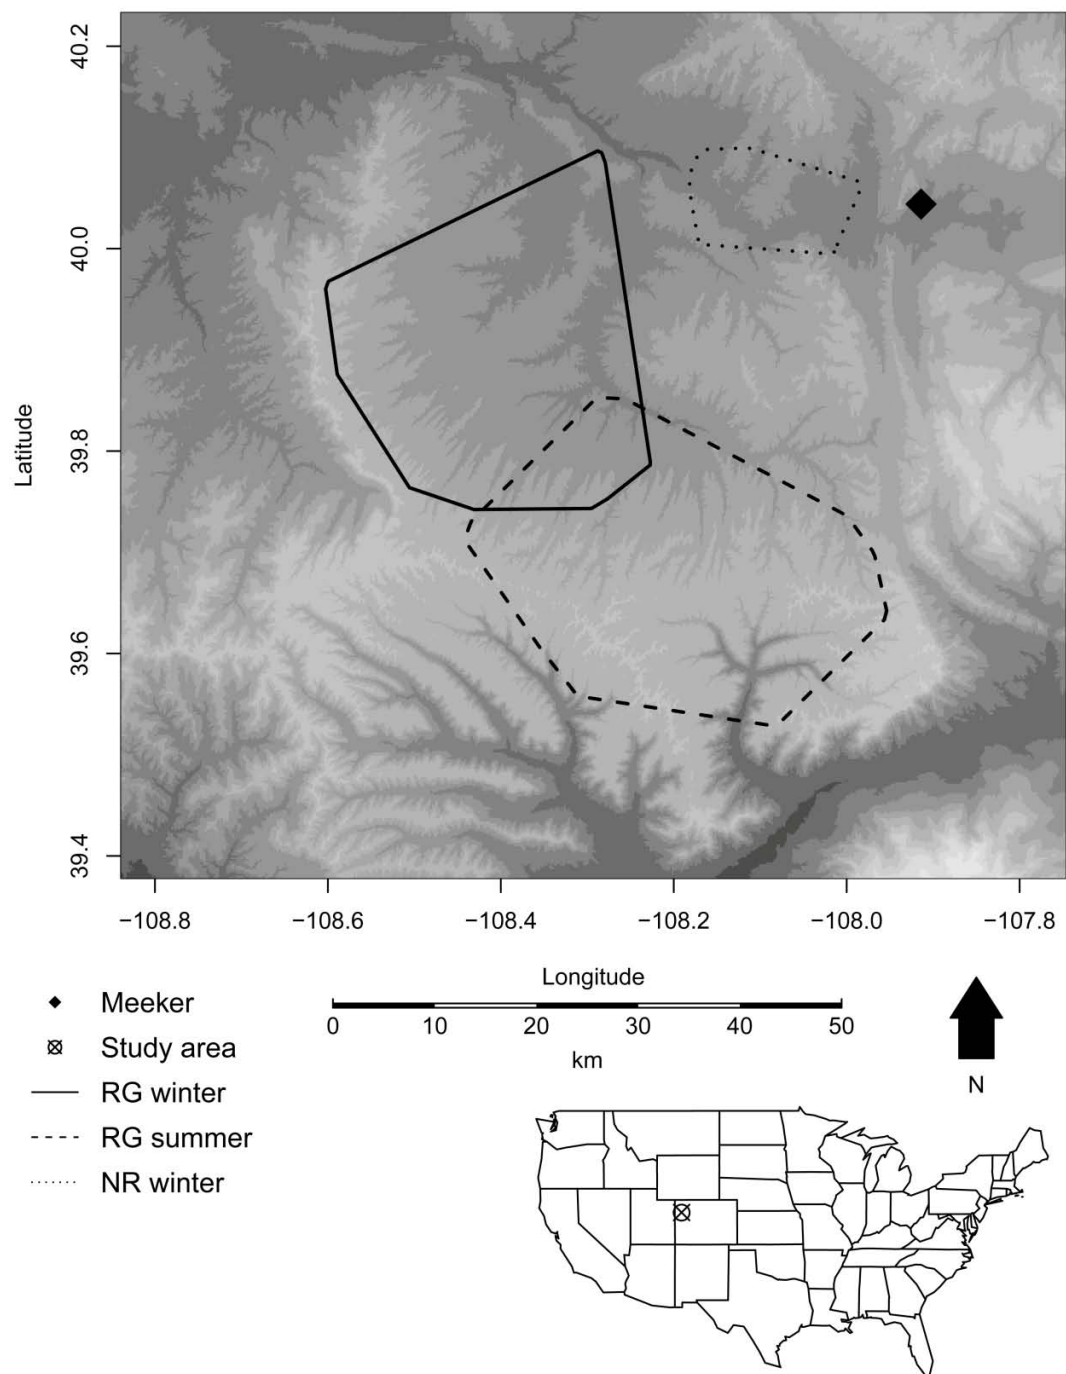 40.2
40.0
39.8
39.6
39.4
Latitude
−108.8 −108.6 −108.4 −108.2 −108.0 −107.8
Longitude
Meeker
Study area
RG winter
RG summer
NR winter
0 10 20 30 40 50
km
N